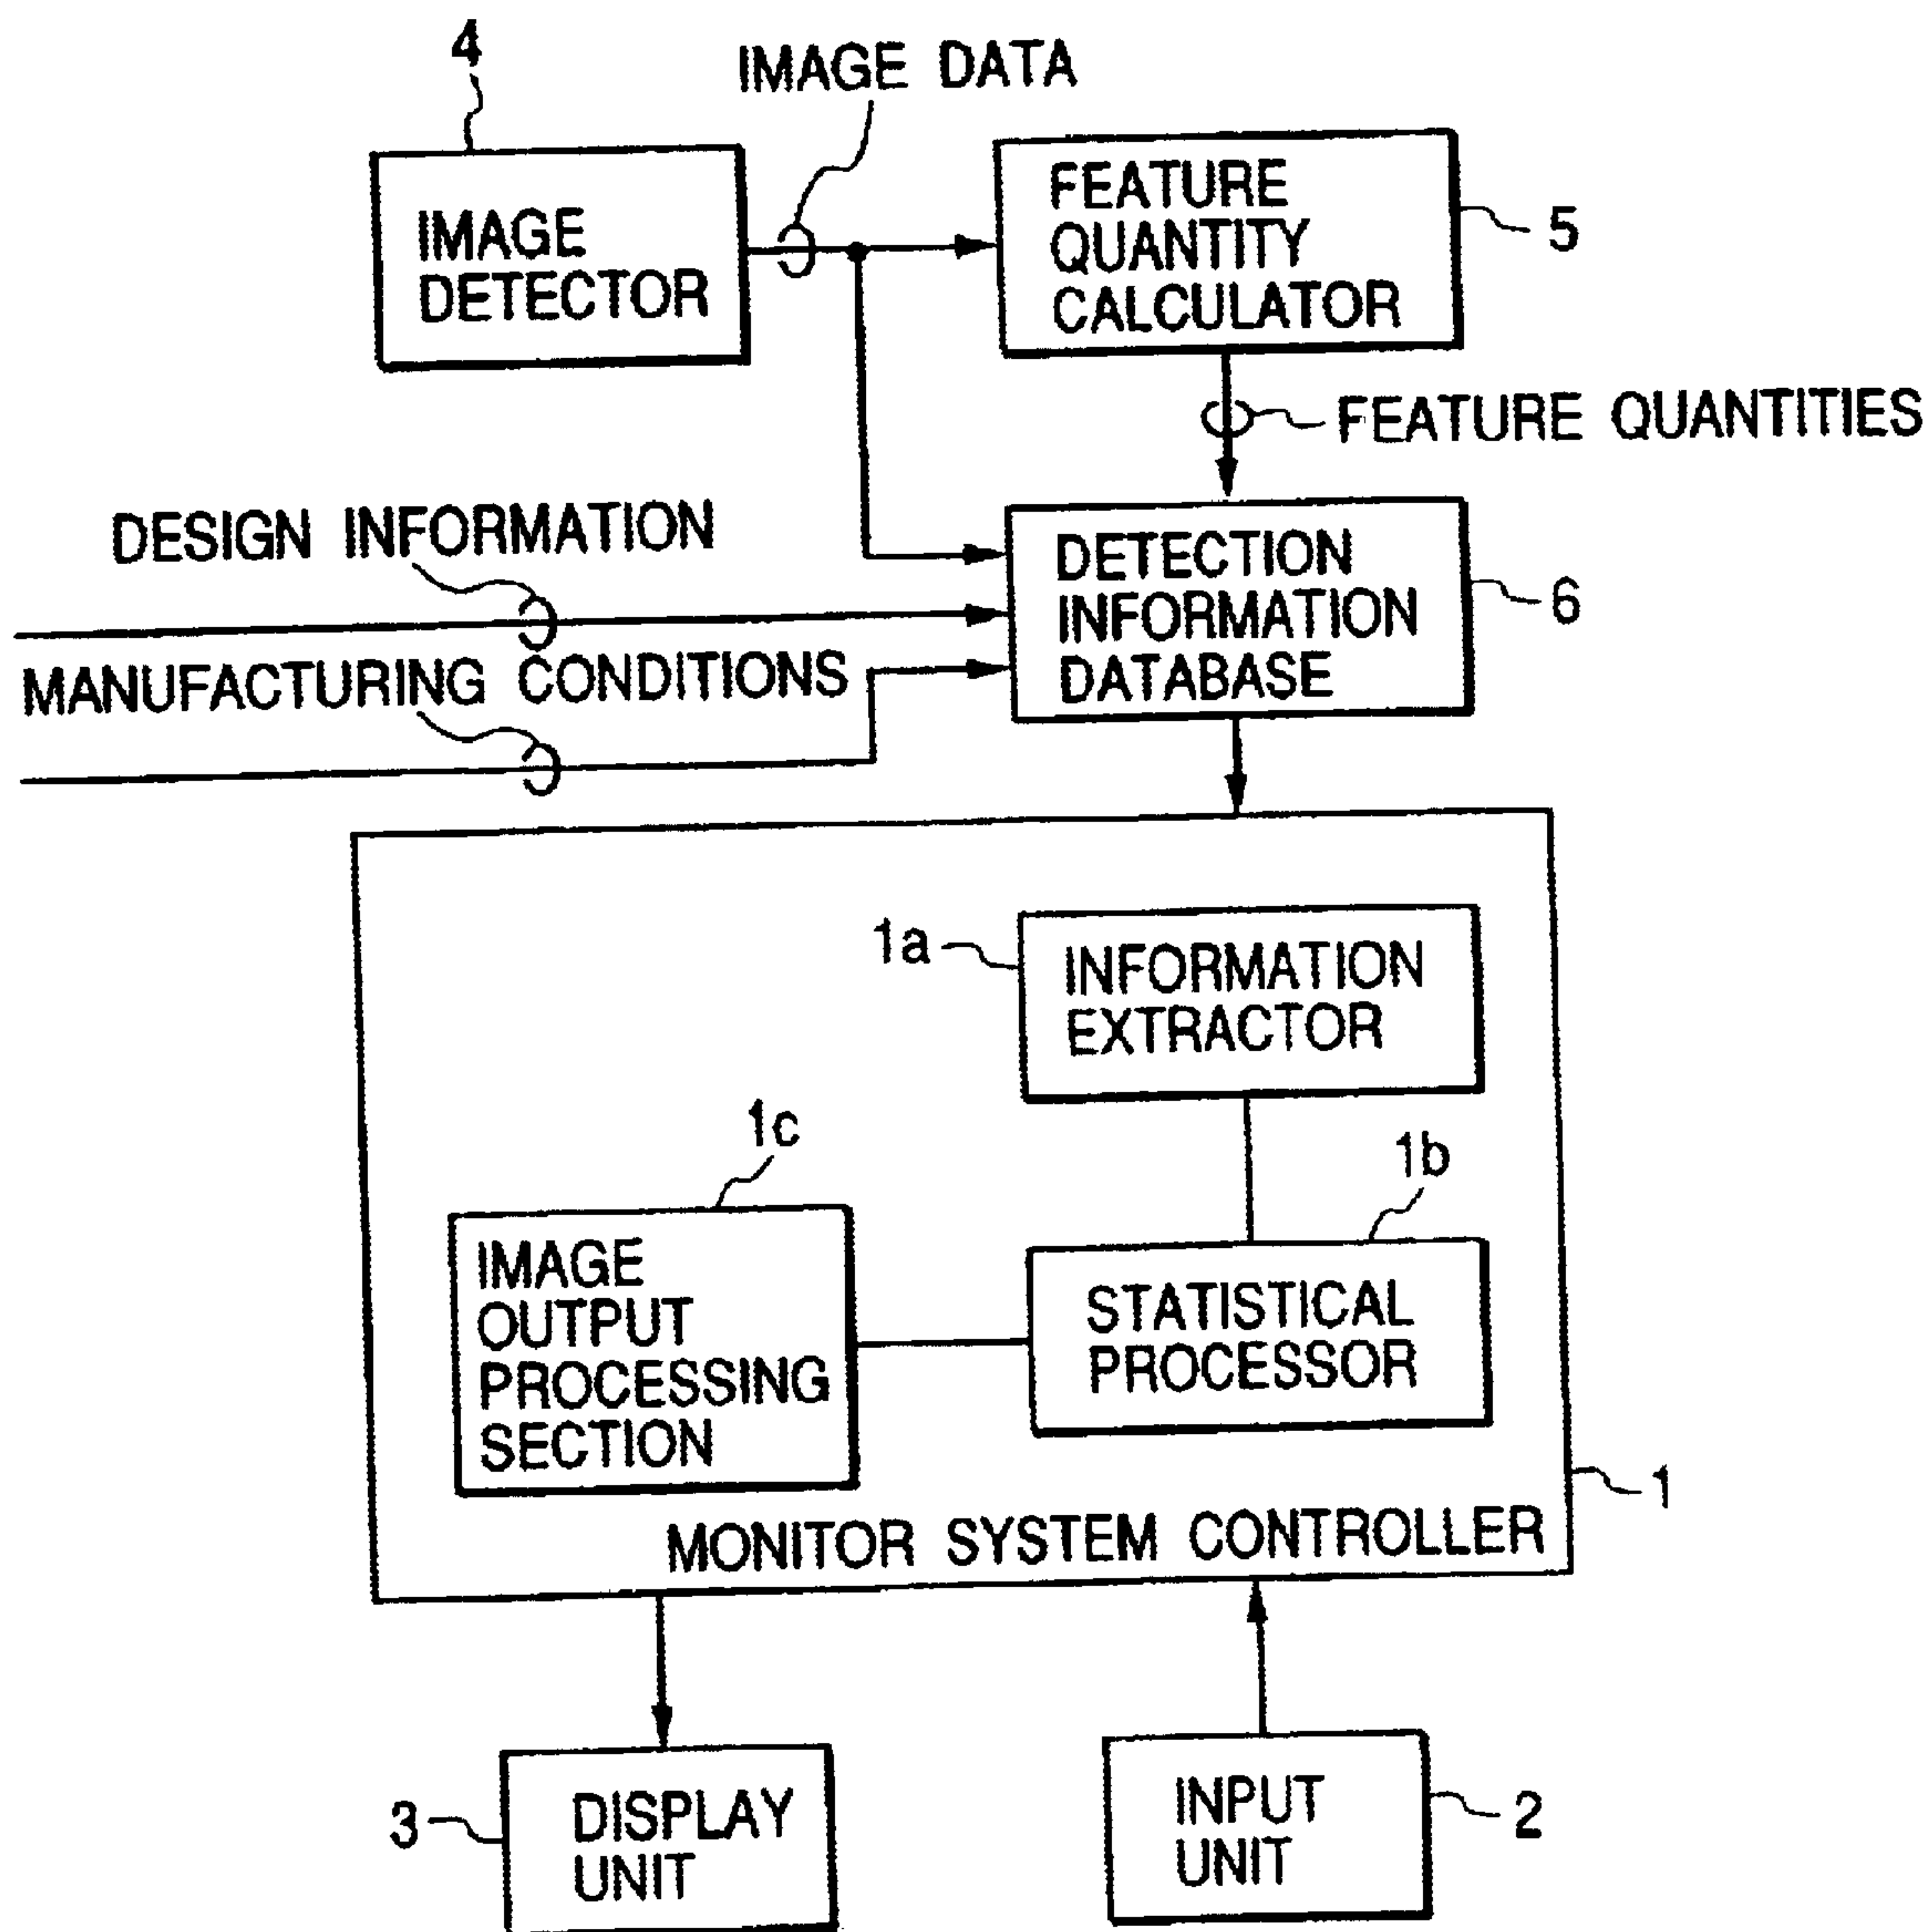 4
IMAGE DATA
IMAGE
DETECTOR
FEATURE
QUANTITY
CALCULATOR
5
FEATURE QUANTITIES
DESIGN INFORMATION
MANUFACTURING CONDITIONS
DETECTION
INFORMATION
DATABASE
6
1a
INFORMATION
EXTRACTOR
1c
1b
IMAGE
OUTPUT
PROCESSING
SECTION
STATISTICAL
PROCESSOR
1
MONITOR SYSTEM CONTROLLER
3
DISPLAY
UNIT
INPUT
UNIT
2